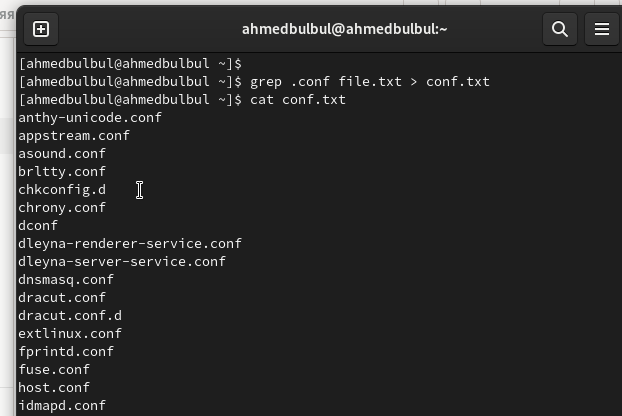 ahmedbulbul@ahmedbulbul:~
[ahmedbulbul@ahmedbulbul ~]$
[ahmedbulbul@ahmedbulbul ~]$ grep .conf file.txt > conf.txt
[ahmedbulbul@ahmedbulbul ~]$ cat conf.txt
anthy-unicode.conf
appstream.conf
asound.conf
brltty.conf
chkconfig.d
chrony.conf
dconf
dleyna-renderer-service.conf
dleyna-server-service.conf
dnsmasq.conf
dracut.conf
dracut.conf.d
extlinux.conf
fprintd.conf
fuse.conf
host.conf
idmapd.conf